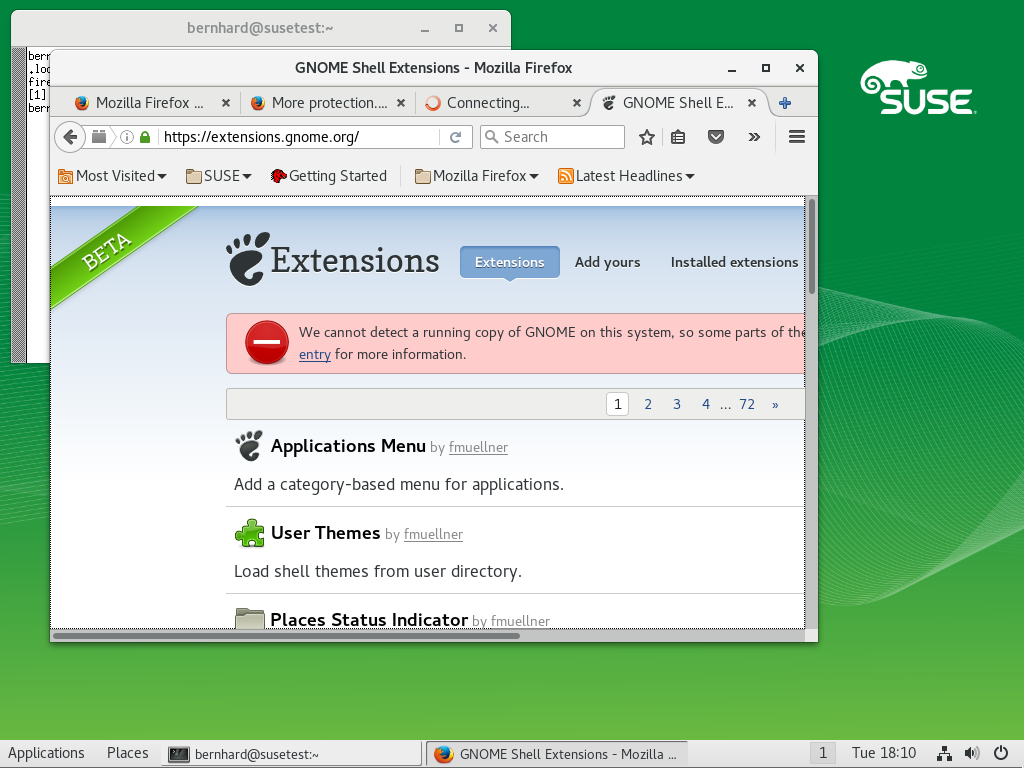 bernhard@susetest:~
[1]
GNOME Shell Extensions - Mozilla Firefox
Mozilla Firefox ...
More protection....
Connecting...
GNOME Shell E...
https://extensions.gnome.org/
Search
Most Visited
SUSE
Getting Started
Mozilla Firefox
Latest Headlines
BETA
Extensions
Extensions
Add yours
Installed extensions
We cannot detect a running copy of GNOME on this system, so some parts of the
entry for more information.
1 2 3 4 ... 72 »
Applications Menu by fmuellner
Add a category-based menu for applications.
User Themes by fmuellner
Load shell themes from user directory.
Places Status Indicator by fmuellner
SUSE
Applications
Places
bernhard@susetest:~
GNOME Shell Extensions - Mozilla ...
1
Tue 18:10